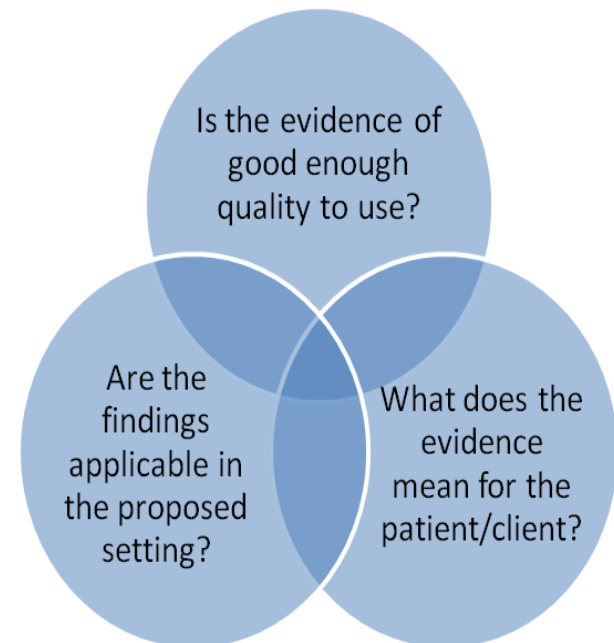 Is the evidence of
good enough
quality to use?
Are the
findings
applicable in
the proposed
setting?
What does the
evidence
mean for the
patient/client?